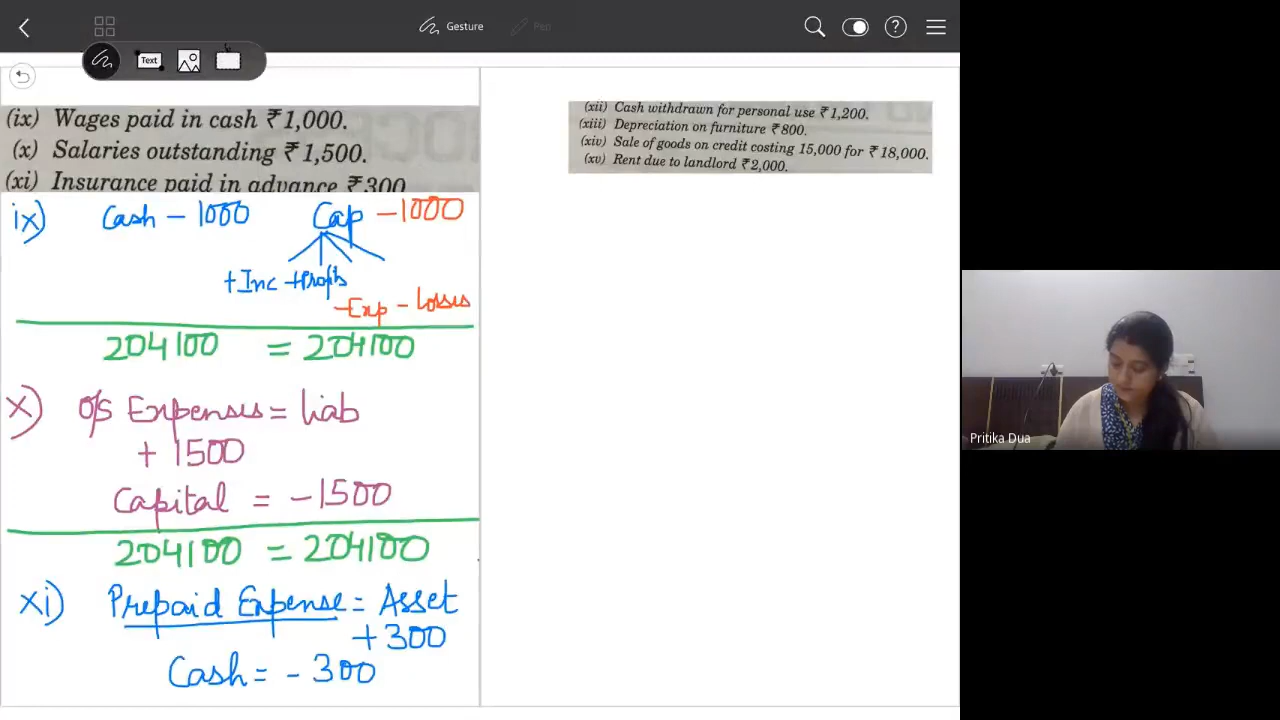 Gesture
Pen
Text
(ix) Wages paid in cash ₹1,000.
(x) Salaries outstanding ₹1,500.
(xi) Insurance paid in advance ₹300
ix) Cash - 1000 Cap - 1000
+Inc +Profits
-Exp - losses
204100 = 204100
x) O/S Expenses = liab
+ 1500
Capital = - 1500
204100 = 204100
xi) Prepaid Expense = Asset
+ 300
Cash = - 300
(xii) Cash withdrawn for personal use ₹1,200.
(xiii) Depreciation on furniture ₹800.
(xiv) Sale of goods on credit costing 15,000 for ₹18,000.
(xv) Rent due to landlord ₹2,000.
Pritika Dua